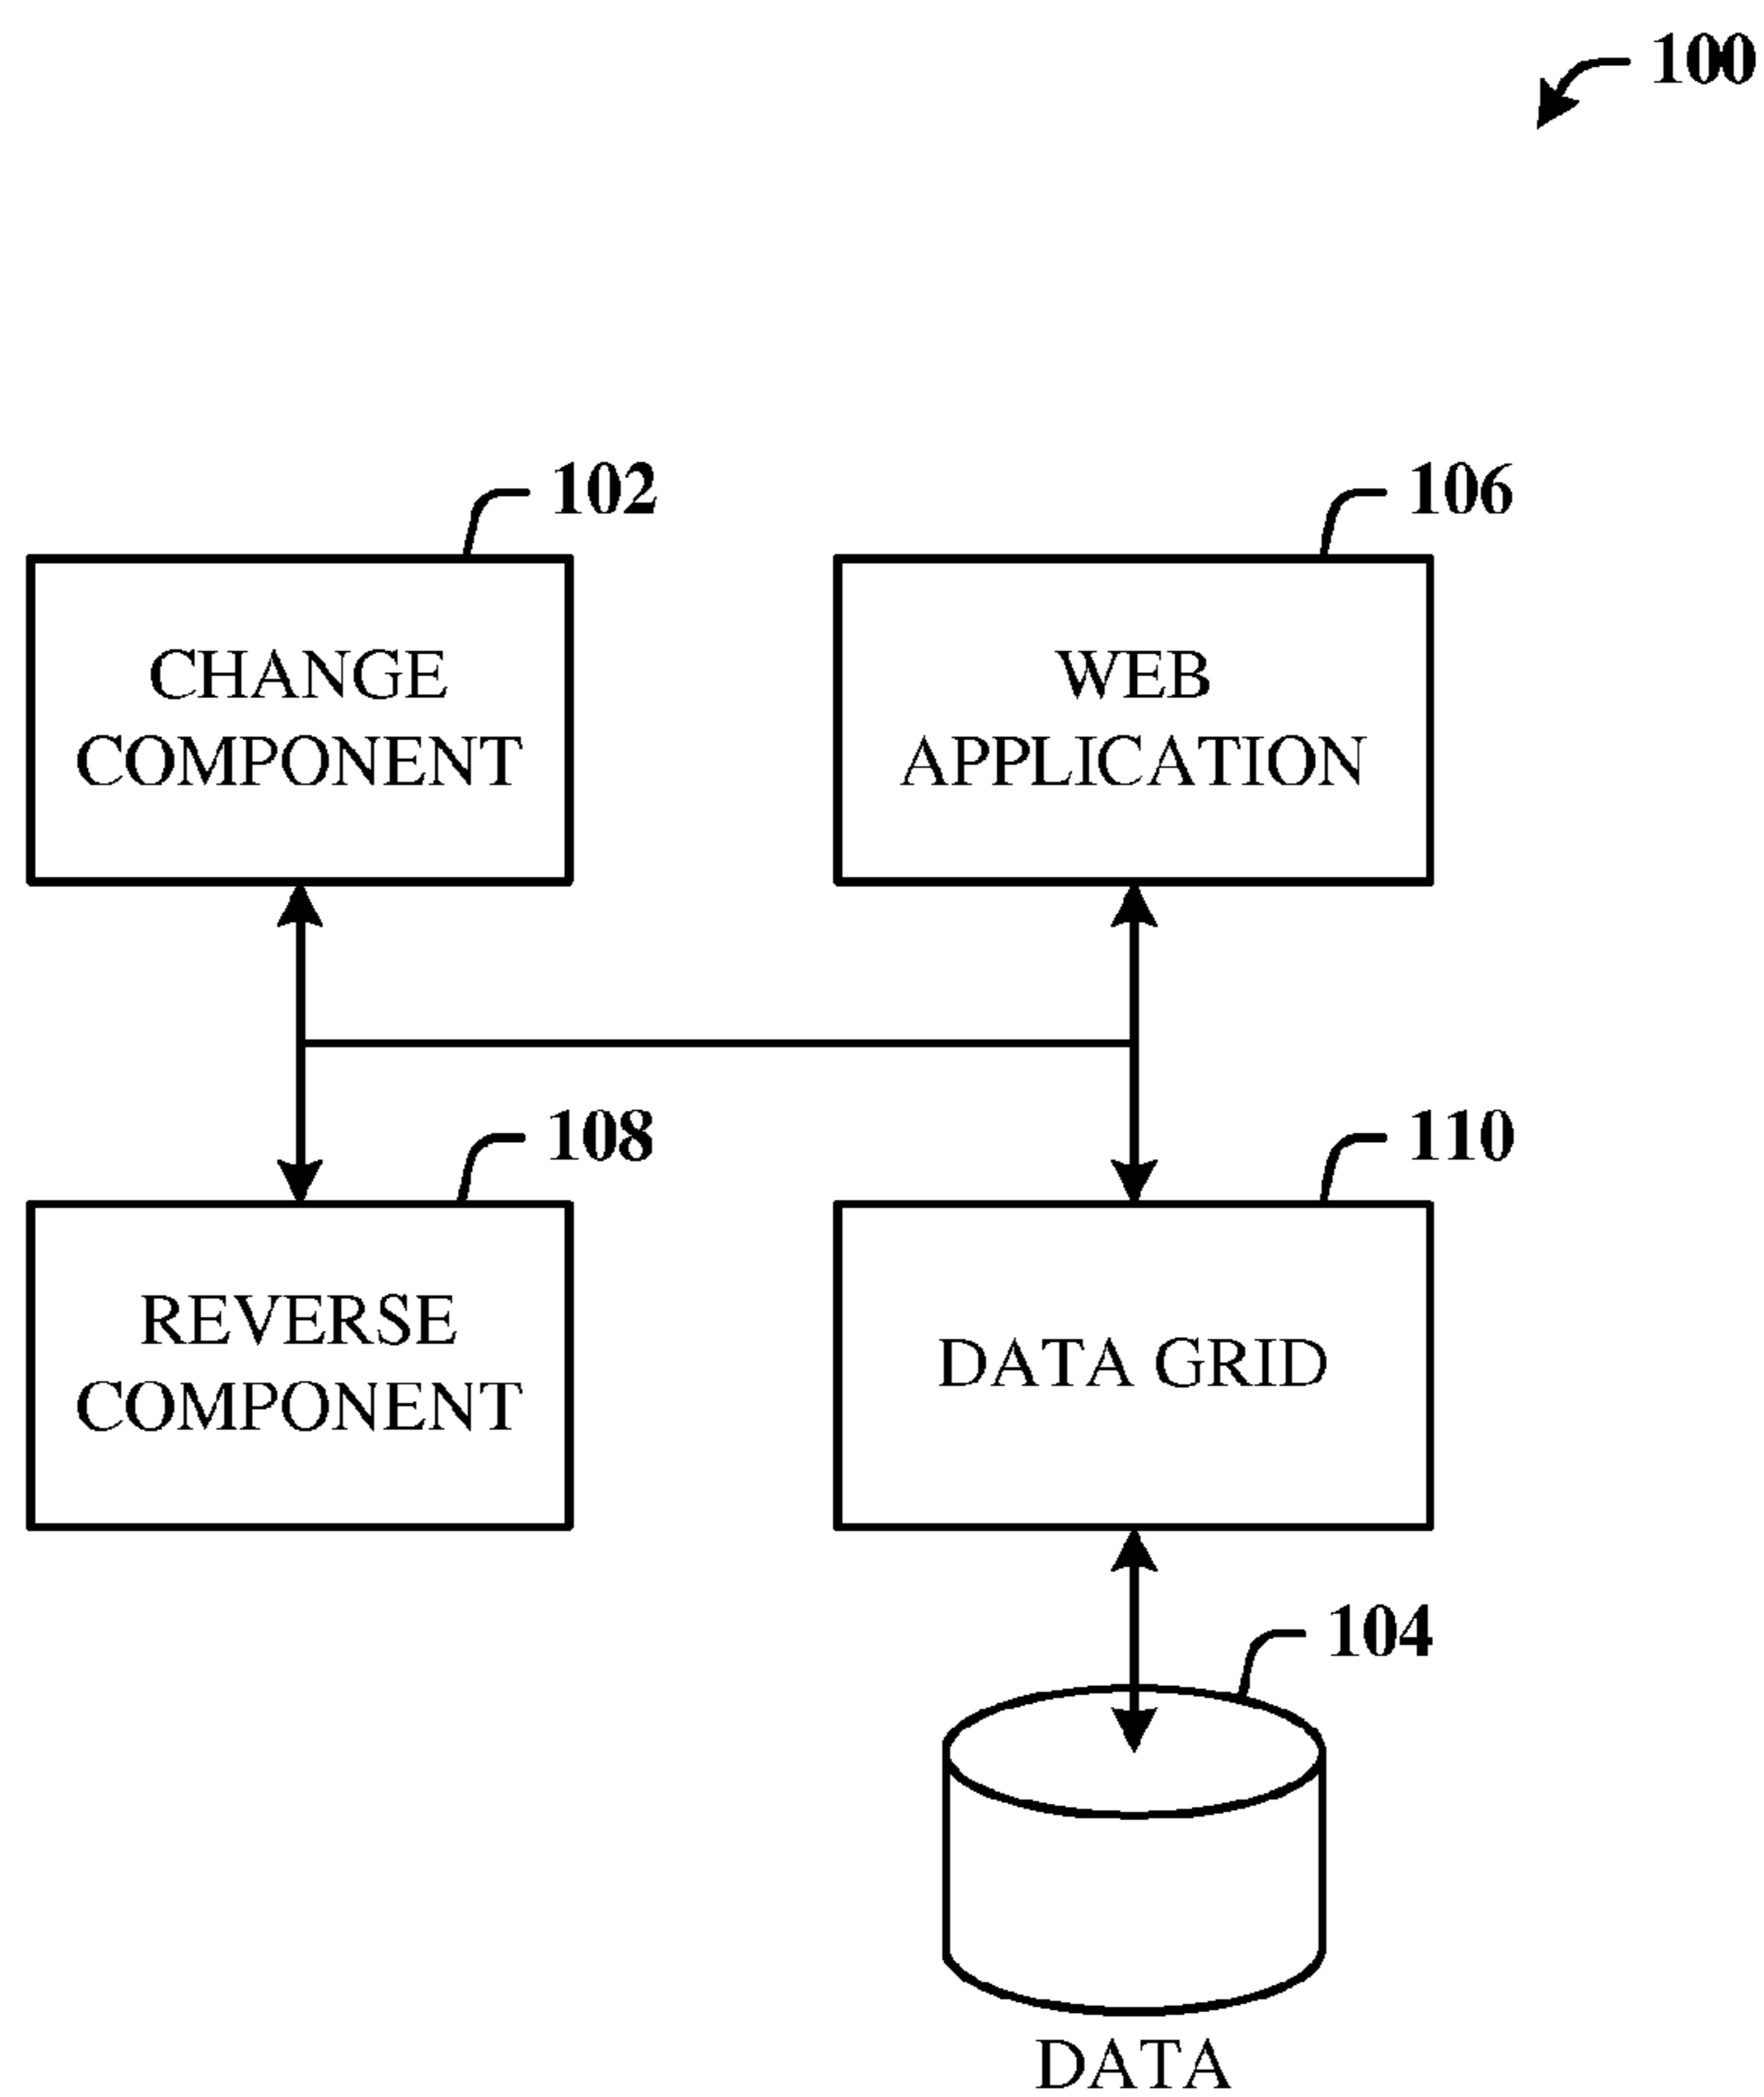 100
102
106
CHANGE
COMPONENT
WEB
APPLICATION
108
110
REVERSE
COMPONENT
DATA GRID
104
DATA